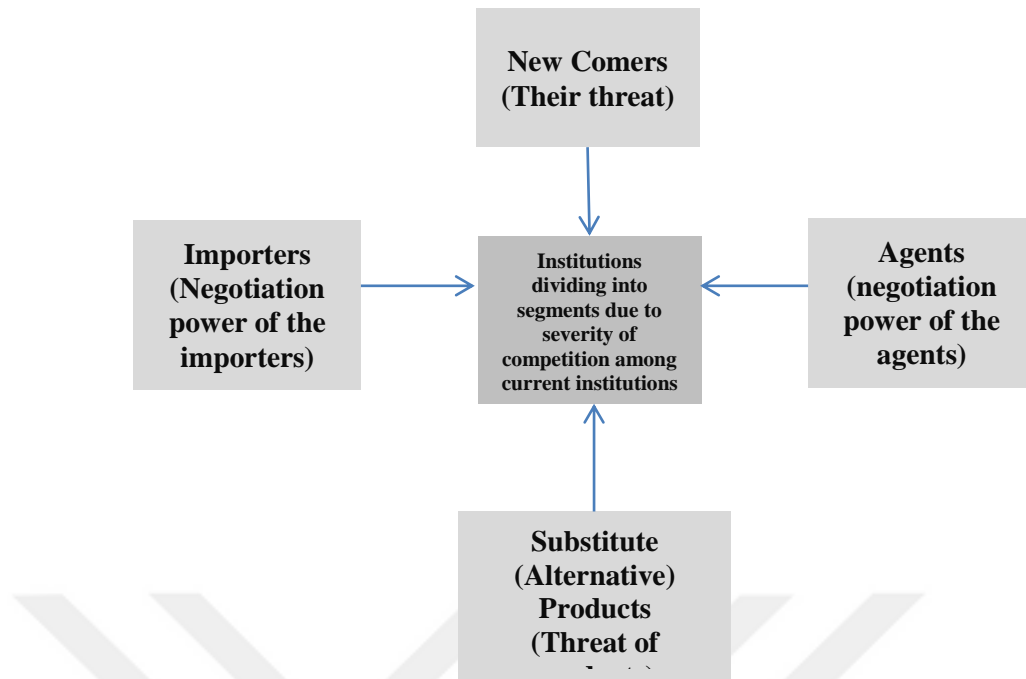 New Comers
(Their threat)
Importers
(Negotiation
power of the
importers)
Institutions
dividing into
segments due to
severity of
competition among
current institutions
Agents
(negotiation
power of the
agents)
Substitute
(Alternative)
Products
(Threat of